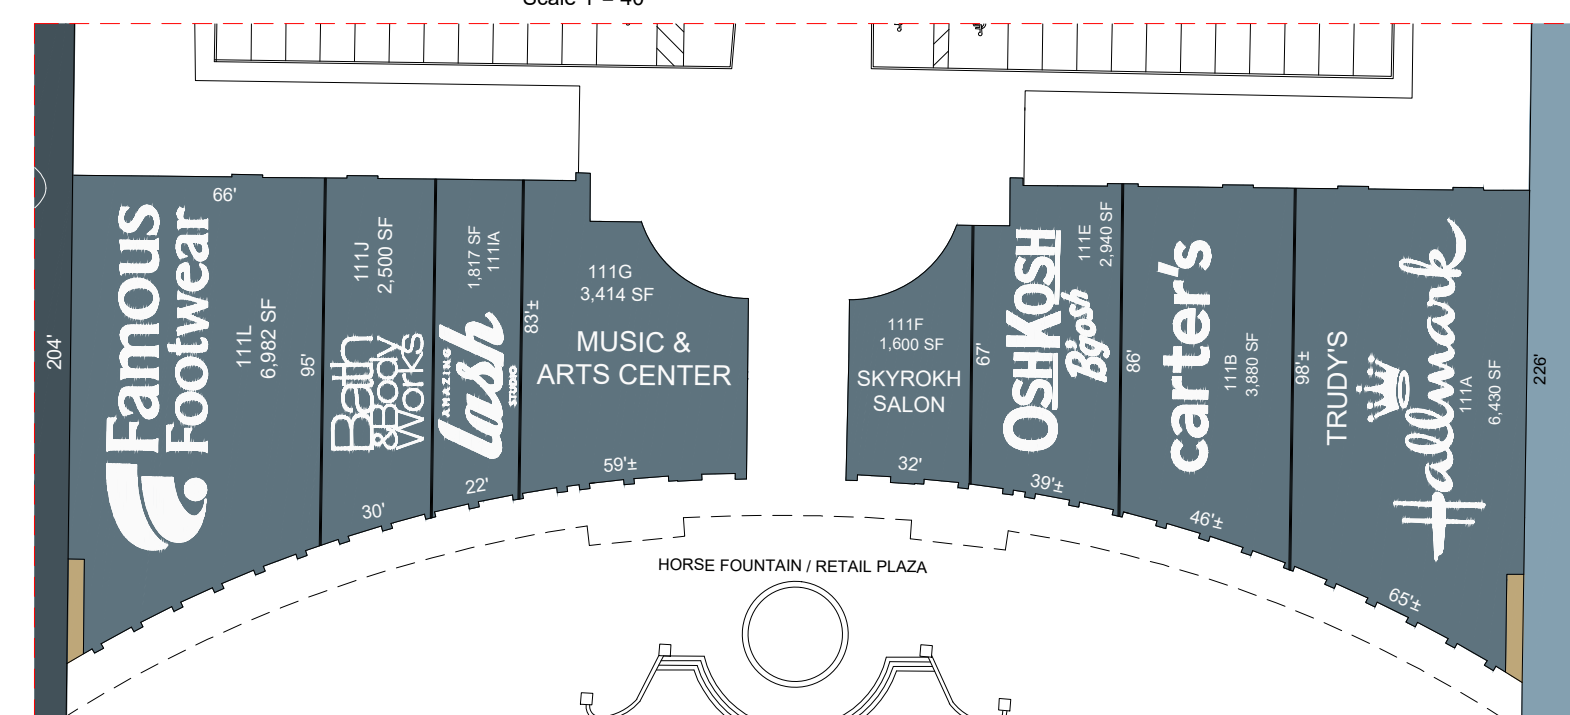 Scale 1" = 40'
204'
66'
Famous
Footwear
111L
6,982 SF
95'
111J
2,500 SF
Bath
&Body
Works
30'
1,817 SF
111IA
AMAZING
lash
STUDIO
22'
83'±
111G
3,414 SF
MUSIC &
ARTS CENTER
59'±
111F
1,600 SF
SKYROKH
SALON
32'
67'
OSHKOSH
B'gosh
111E
2,940 SF
39'±
86'
carter's
111B
3,880 SF
46'±
98'±
TRUDY'S
Hallmark
111A
6,430 SF
65'±
226'
HORSE FOUNTAIN / RETAIL PLAZA